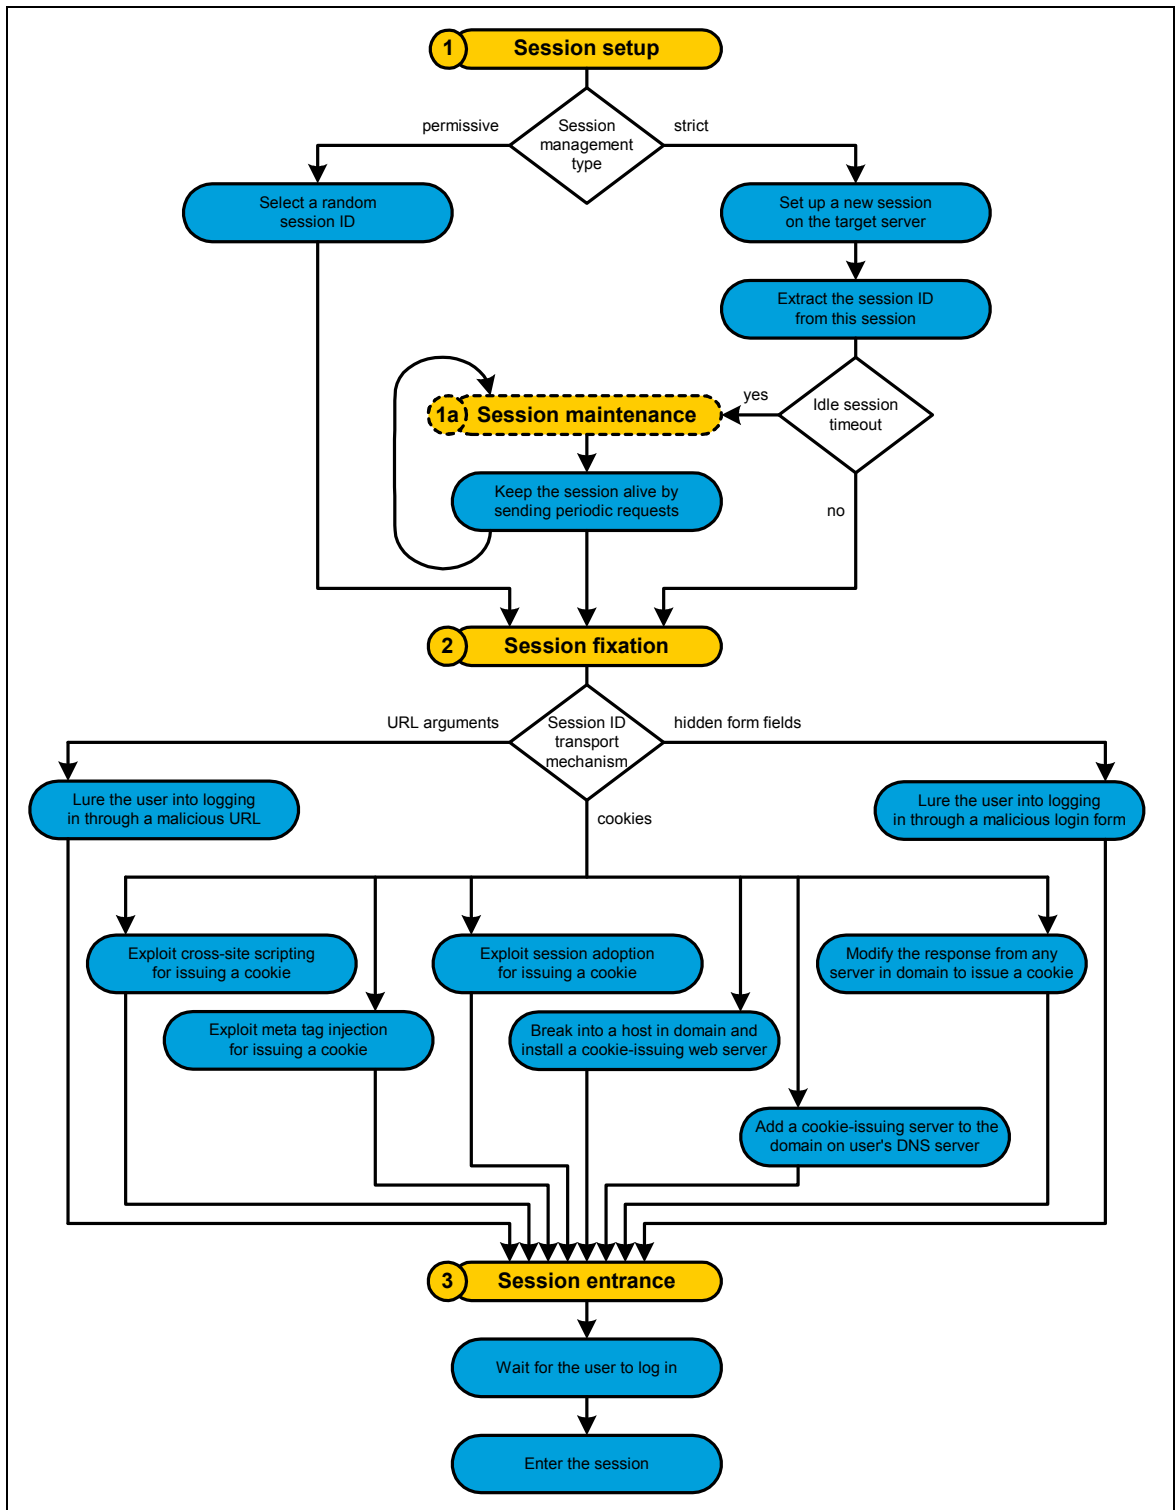 1 Session setup
permissive
Session
management
type
strict
Select a random
session ID
Set up a new session
on the target server
Extract the session ID
from this session
1a Session maintenance
yes
Idle session
timeout
Keep the session alive by
sending periodic requests
no
2 Session fixation
URL arguments
Session ID
transport
mechanism
hidden form fields
Lure the user into logging
in through a malicious URL
cookies
Lure the user into logging
in through a malicious login form
Exploit cross-site scripting
for issuing a cookie
Exploit session adoption
for issuing a cookie
Modify the response from any
server in domain to issue a cookie
Exploit meta tag injection
for issuing a cookie
Break into a host in domain and
install a cookie-issuing web server
Add a cookie-issuing server to the
domain on user's DNS server
3 Session entrance
Wait for the user to log in
Enter the session